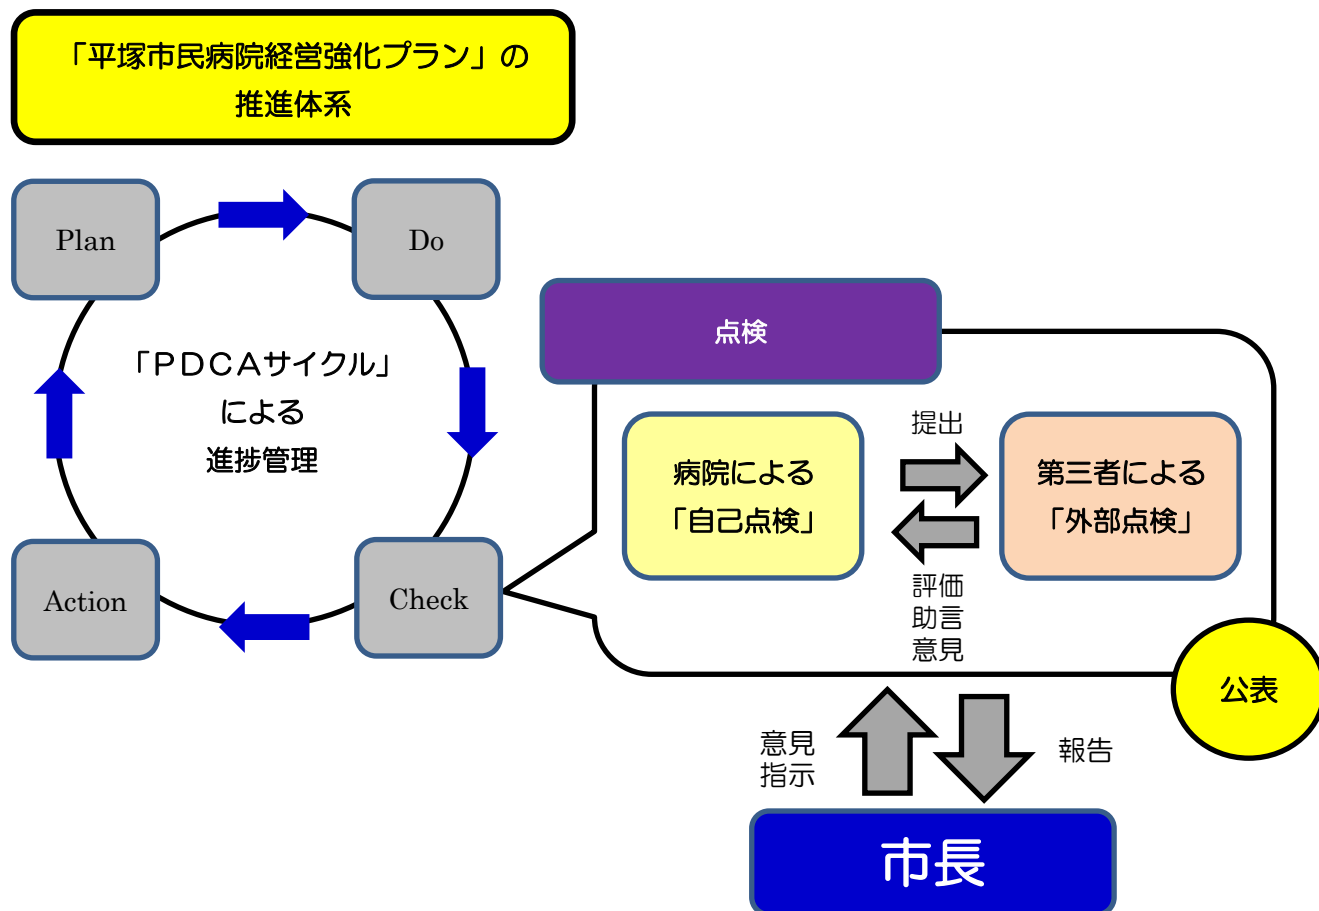 「平塚市民病院経営強化プラン」の
推進体系
Plan
Do
「ＰＤＣＡサイクル」
による
進捗管理
Action
Check
点検
病院による
「自己点検」
提出
評価
助言
意見
第三者による
「外部点検」
公表
意見
指示
報告
市長